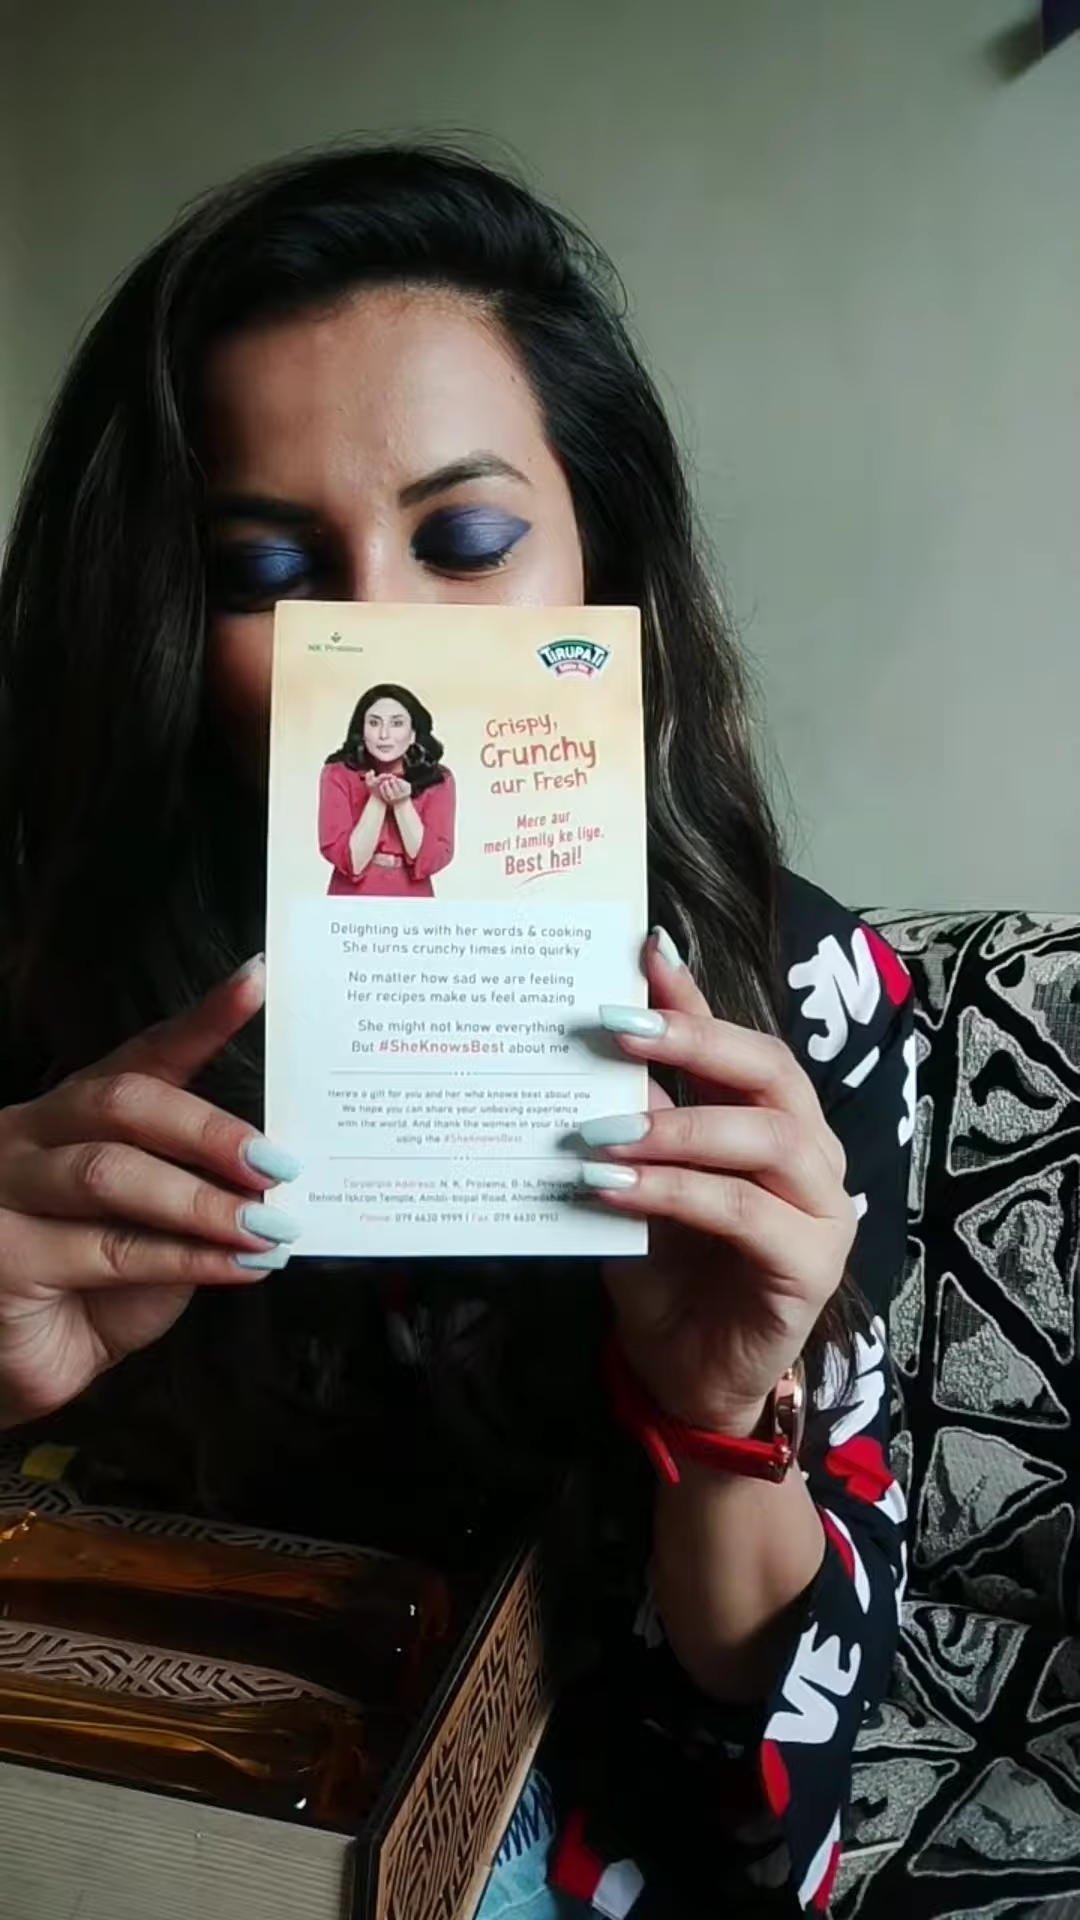 NK Proteins
TIRUPATI
Crispy,
Crunchy
aur Fresh
Mere aur
meri family ke liye,
Best hai!
Delighting us with her words & cooking
She turns crunchy times into quirky
No matter how sad we are feeling
Her recipes make us feel amazing
She might not know everything
But #SheKnowsBest about me
Here's a gift for you and her who knows best about you
We hope you can share your unboxing experience
with the world. And thank the women in your life by
using the #SheKnowsBest
Corporate Address: N. K. Proteins, B-16,
Behind Iskron Temple, Ambli-bopal Road, Ahmedabad-
Phone: 079 6630 9999 | Fax: 079 6630 9913
VE